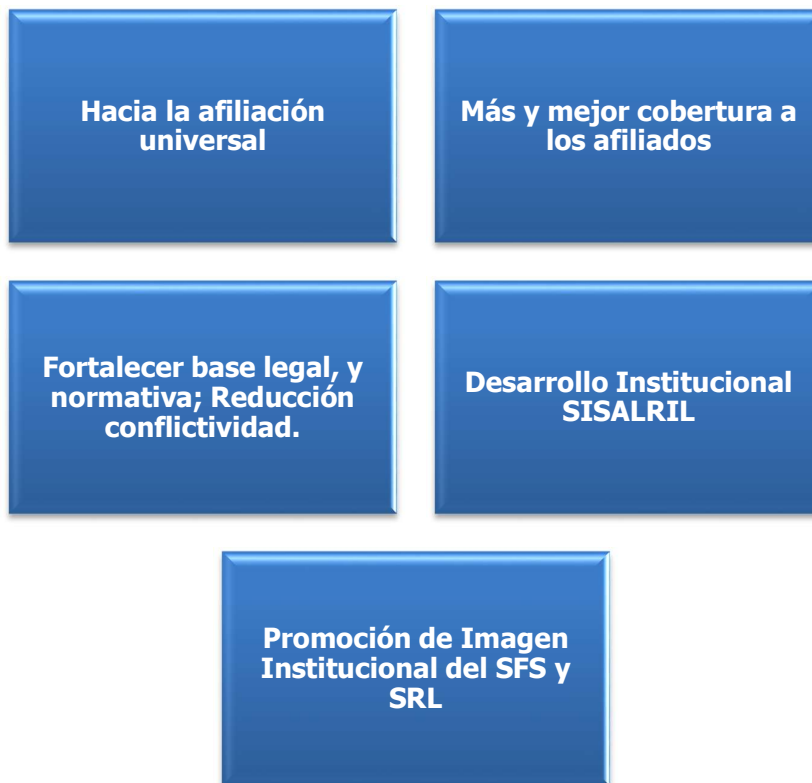 Hacia la afiliación
universal
Más y mejor cobertura a
los afiliados
Fortalecer base legal, y
normativa; Reducción
conflictividad.
Desarrollo Institucional
SISALRIL
Promoción de Imagen
Institucional del SFS y
SRL